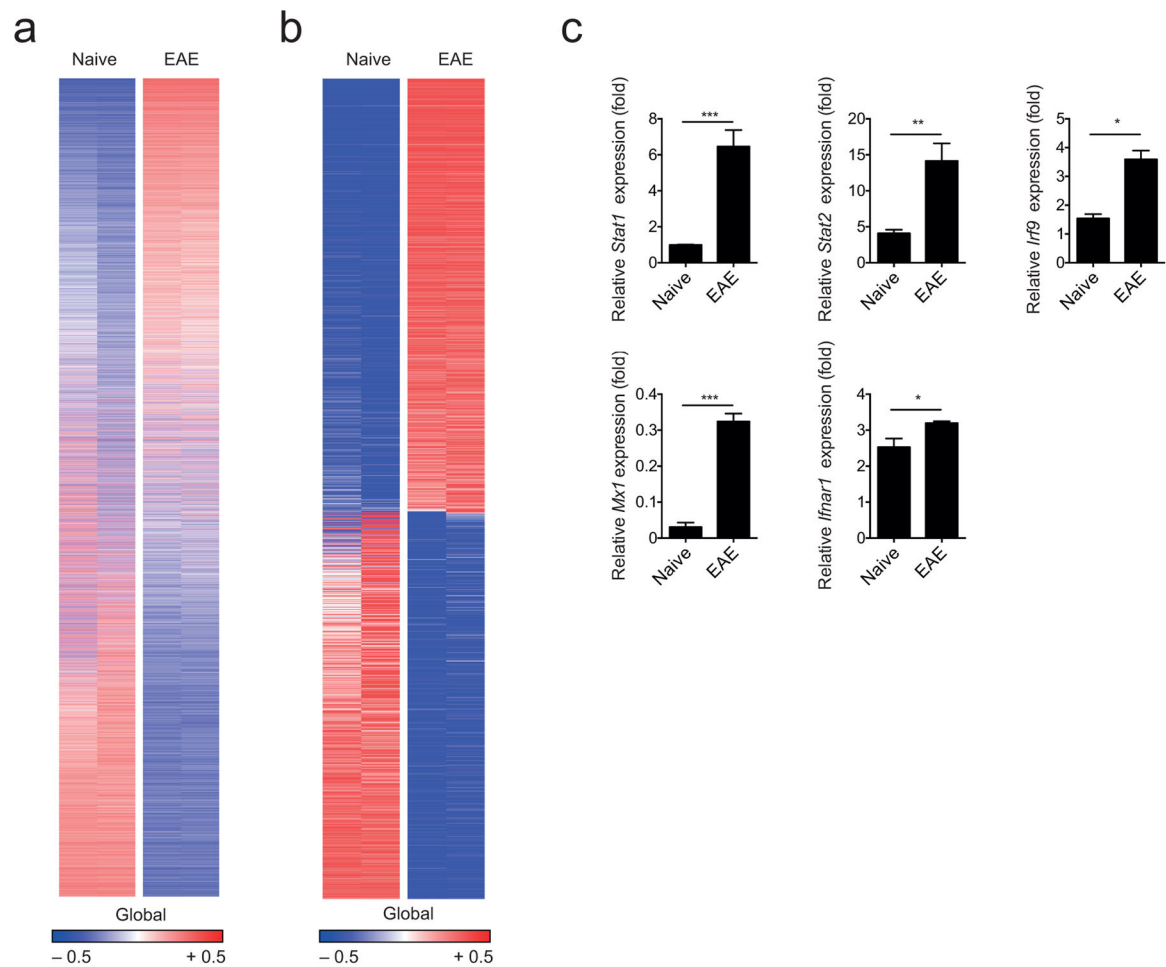 a
Naive EAE
Global
– 0.5 + 0.5
b
Naive EAE
Global
– 0.5 + 0.5
c
Relative Stat1 expression (fold)
8
6
4
2
0
***
Naive
EAE
Relative Stat2 expression (fold)
20
15
10
5
0
**
Naive
EAE
Relative Irf9 expression (fold)
5
4
3
2
1
0
*
Naive
EAE
Relative Mx1 expression (fold)
0.4
0.3
0.2
0.1
0
***
Naive
EAE
Relative Ifnar1 expression (fold)
4
3
2
1
0
*
Naive
EAE